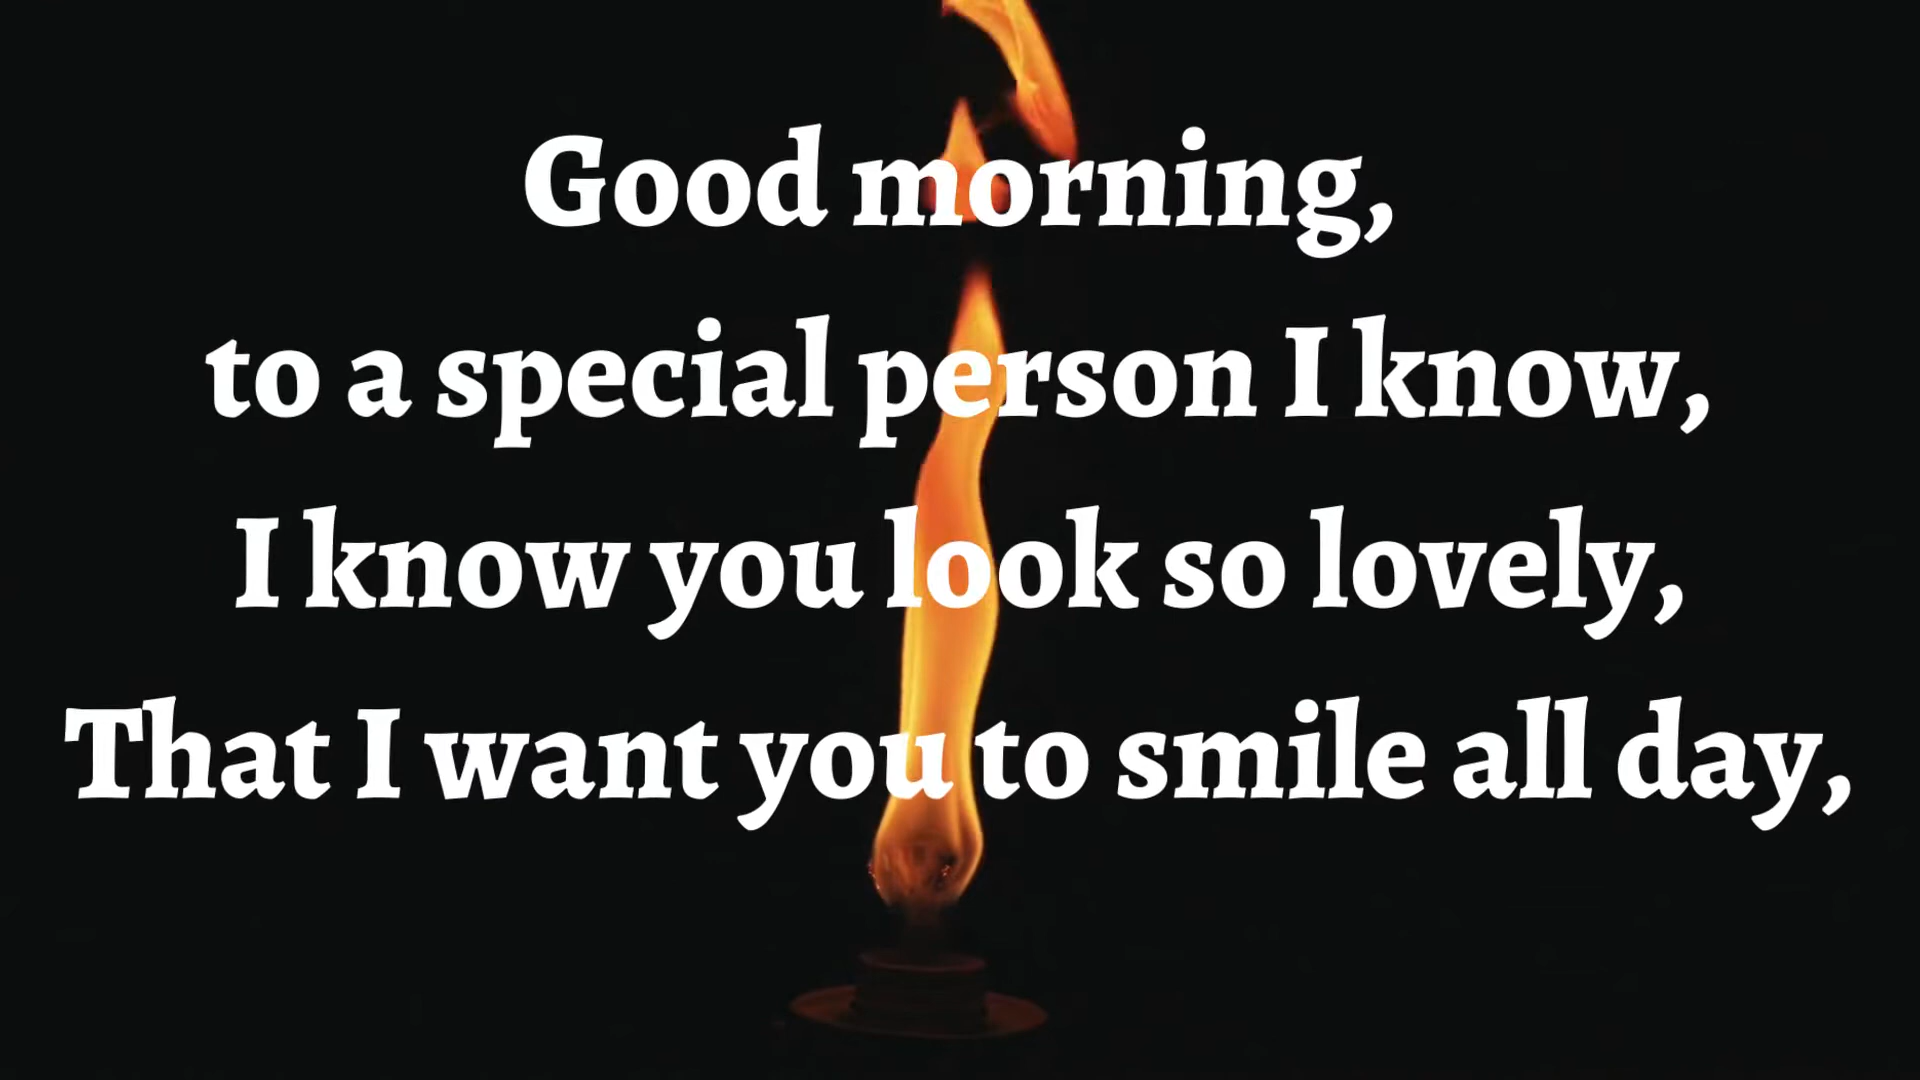 Good morning,
to a special person I know,
I know you look so lovely,
That I want you to smile all day,